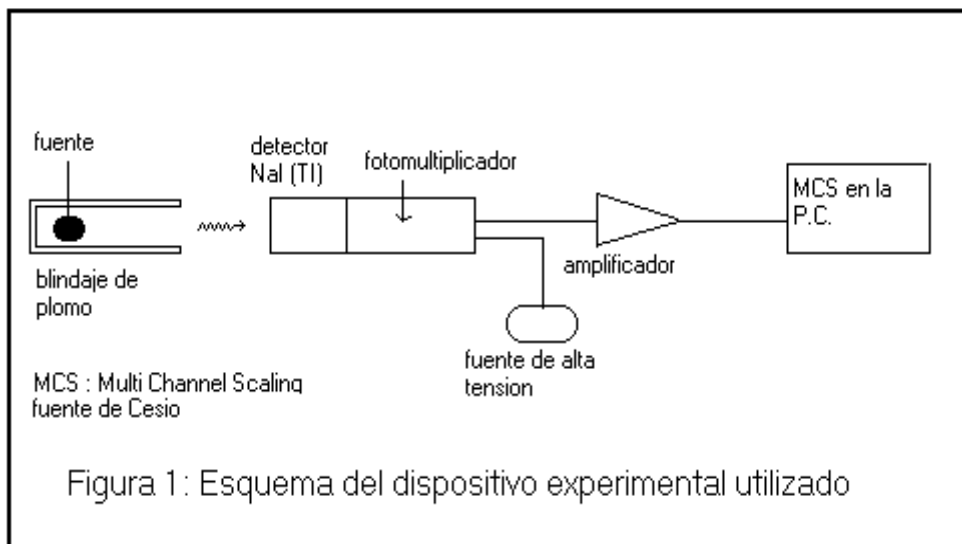 fuente
detector
NaI (Tl)
fotomultiplicador
MCS en la
P.C.
amplificador
blindaje de
plomo
fuente de alta
tension
MCS : Multi Channel Scaling
fuente de Cesio
Figura 1: Esquema del dispositivo experimental utilizado